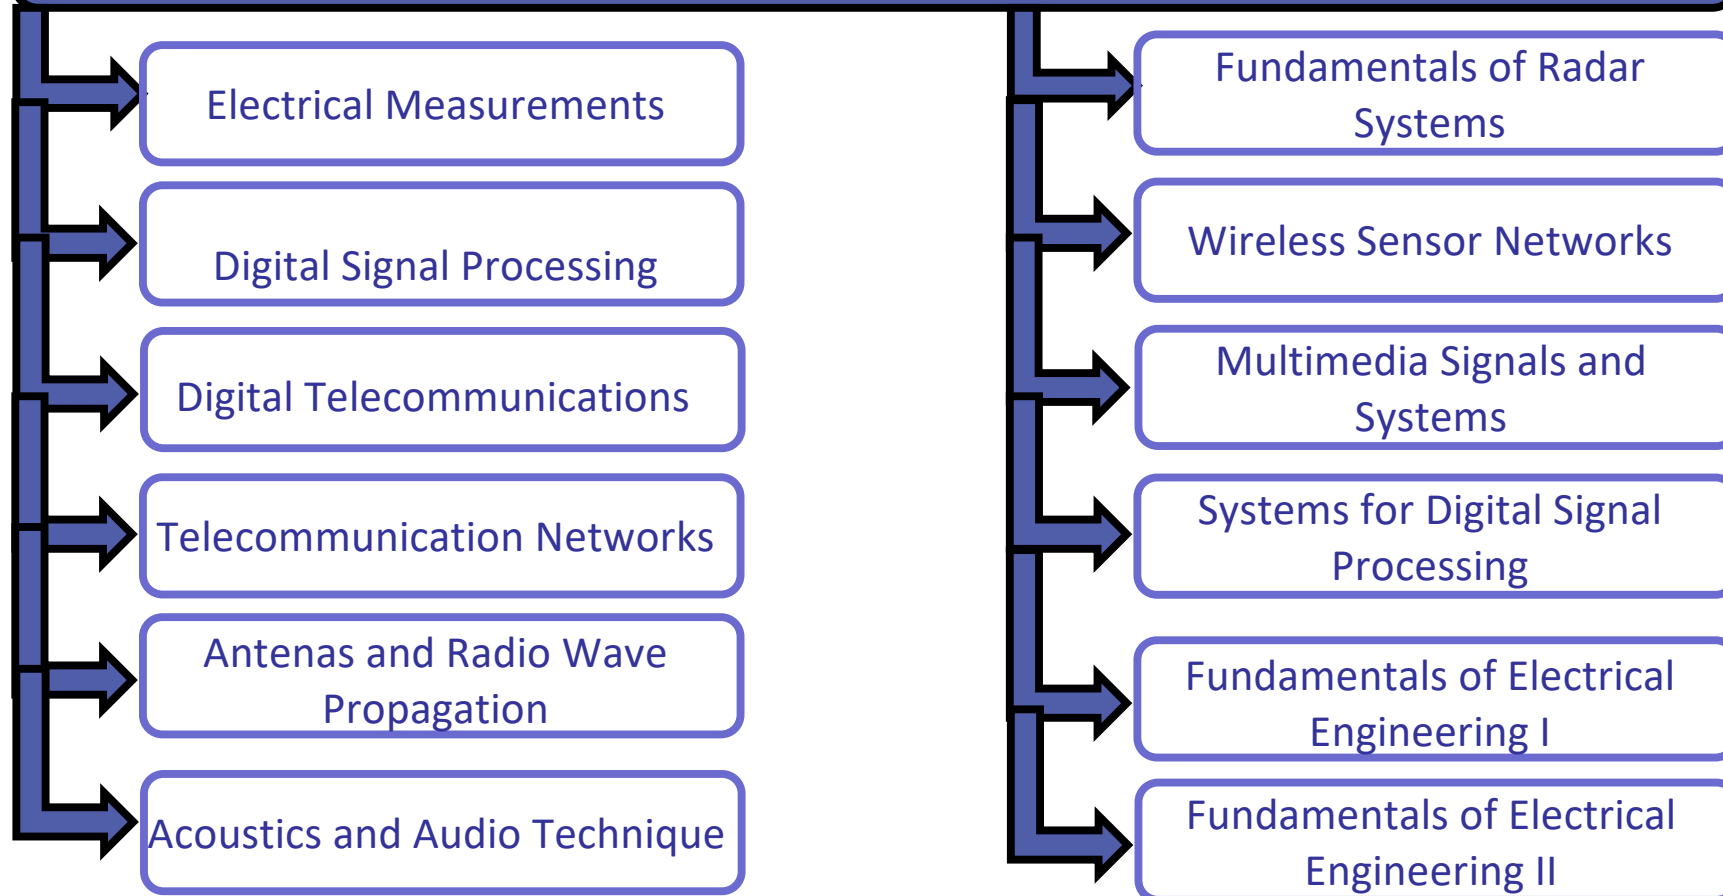 Electrical Measurements
Digital Signal Processing
Digital Telecommunications
Telecommunication Networks
Antenas and Radio Wave
Propagation
Acoustics and Audio Technique
Fundamentals of Radar
Systems
Wireless Sensor Networks
Multimedia Signals and
Systems
Systems for Digital Signal
Processing
Fundamentals of Electrical
Engineering I
Fundamentals of Electrical
Engineering II